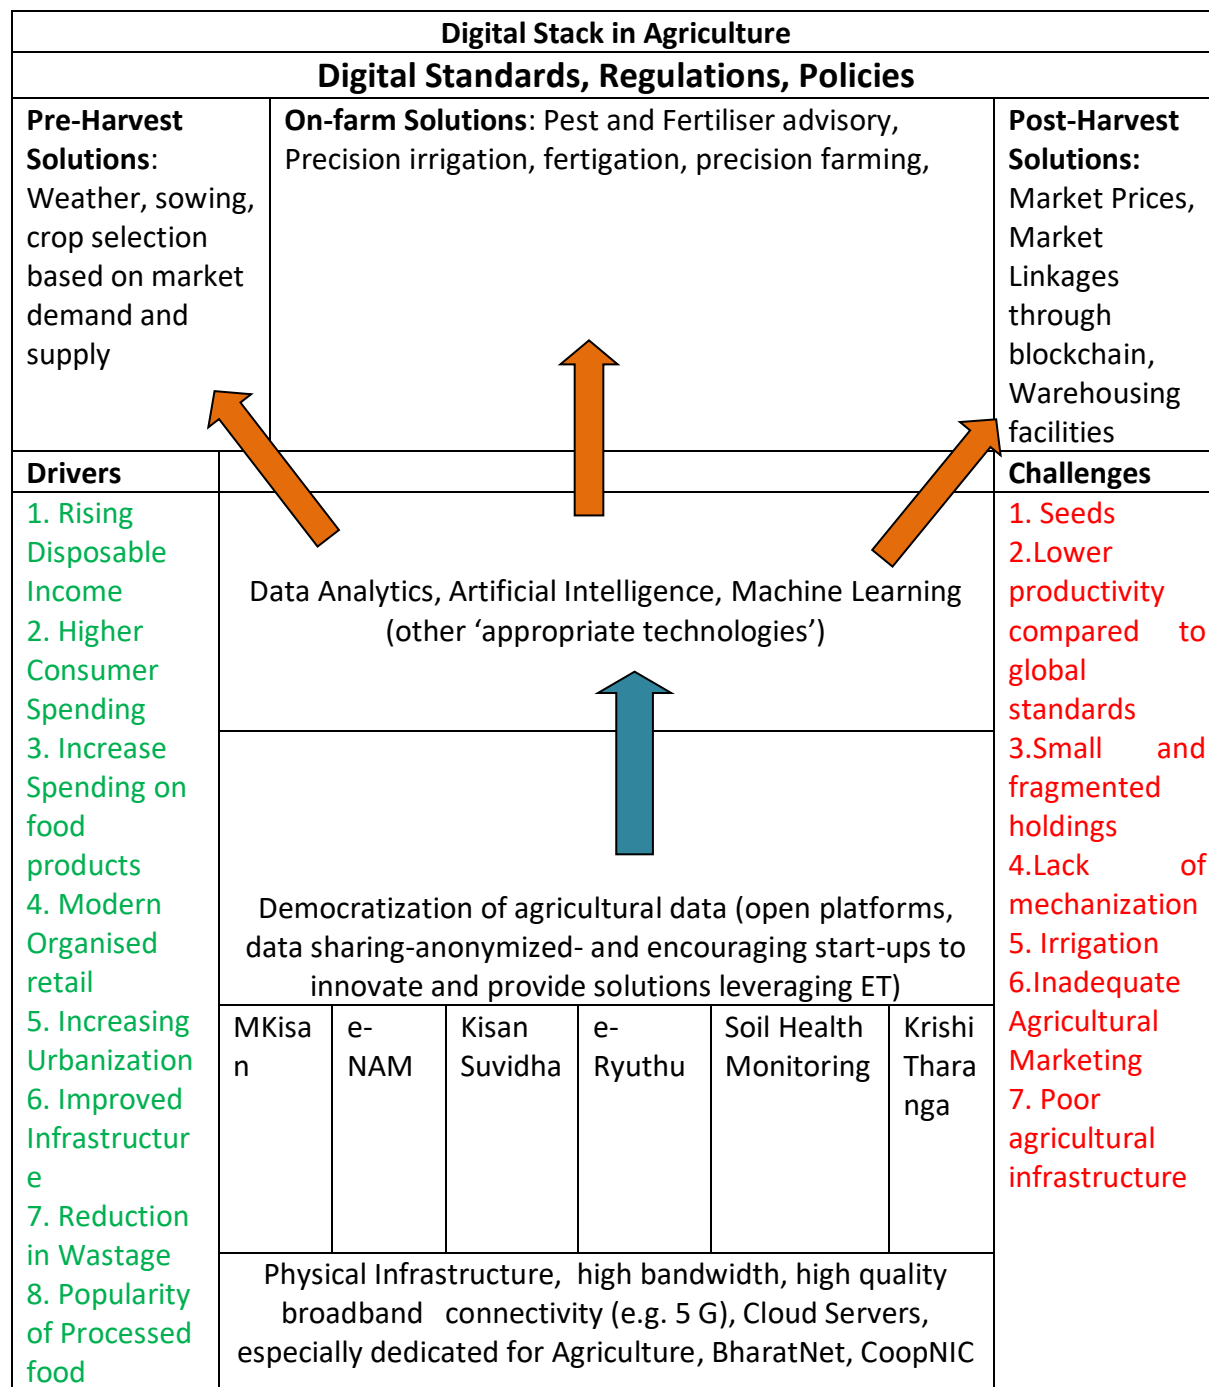 Digital Stack in Agriculture
Digital Standards, Regulations, Policies
Pre-Harvest
Solutions:
Weather, sowing,
crop selection
based on market
demand and
supply
On-farm Solutions: Pest and Fertiliser advisory,
Precision irrigation, fertigation, precision farming,
Post-Harvest
Solutions:
Market Prices,
Market
Linkages
through
blockchain,
Warehousing
facilities
Drivers
1. Rising
Disposable
Income
2. Higher
Consumer
Spending
3. Increase
Spending on
food
products
4. Modern
Organised
retail
5. Increasing
Urbanization
6. Improved
Infrastructur
e
7. Reduction
in Wastage
8. Popularity
of Processed
food
Data Analytics, Artificial Intelligence, Machine Learning
(other ‘appropriate technologies’)
Democratization of agricultural data (open platforms,
data sharing-anonymized- and encouraging start-ups to
innovate and provide solutions leveraging ET)
MKisa
n
e-
NAM
Kisan
Suvidha
e-
Ryuthu
Soil Health
Monitoring
Krishi
Thara
nga
Physical Infrastructure, high bandwidth, high quality
broadband connectivity (e.g. 5 G), Cloud Servers,
especially dedicated for Agriculture, BharatNet, CoopNIC
Challenges
1. Seeds
2.Lower
productivity
compared to
global
standards
3.Small and
fragmented
holdings
4.Lack of
mechanization
5. Irrigation
6.Inadequate
Agricultural
Marketing
7. Poor
agricultural
infrastructure